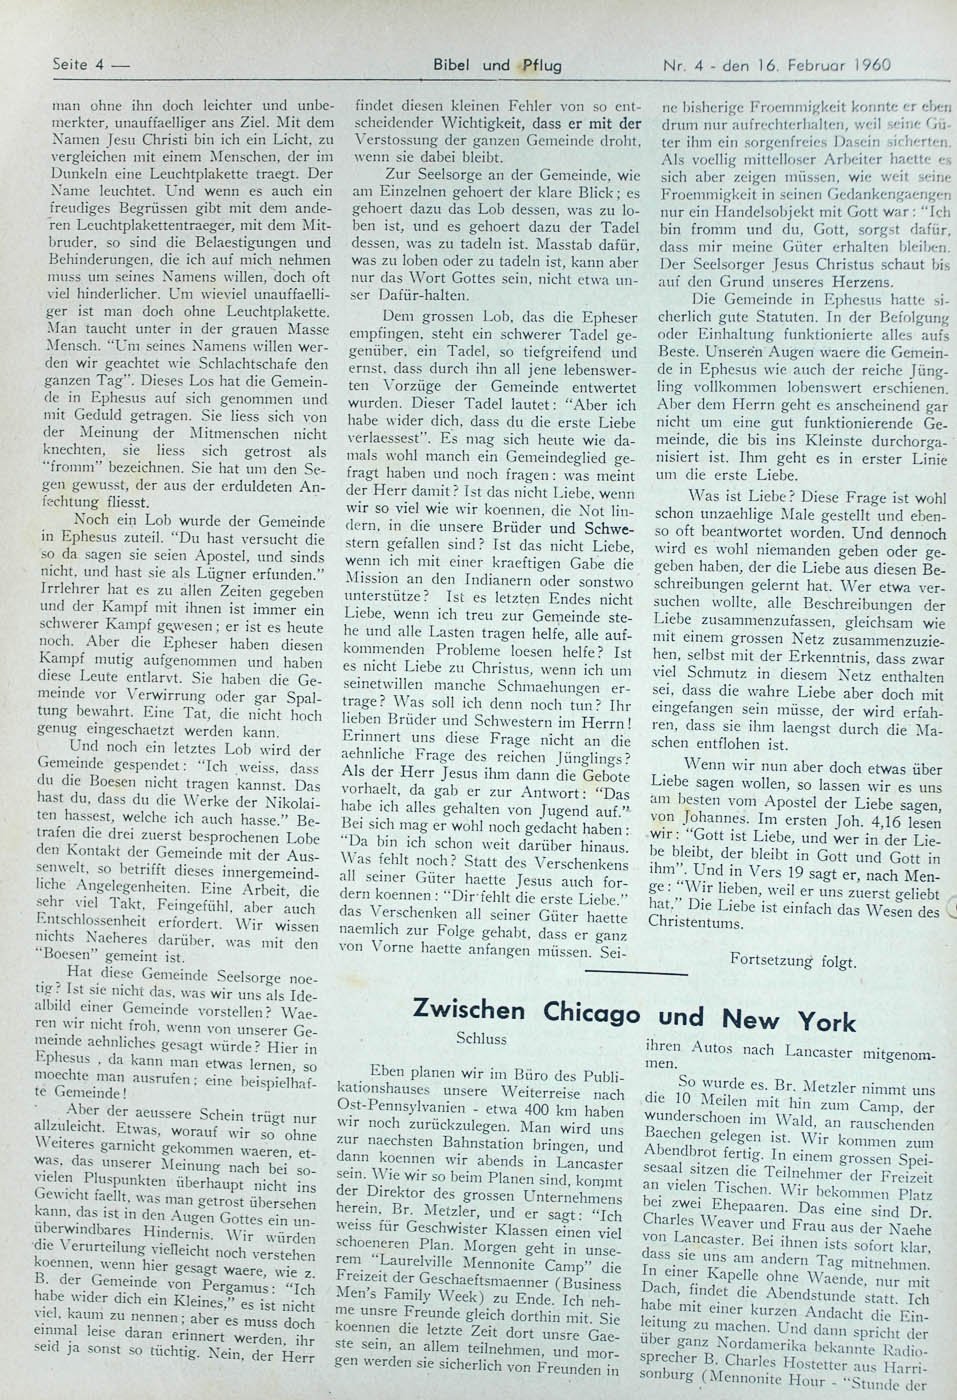 Seite 4 —
Bibel und Pflug
Nr. 4 - den 16. Februar 1960
man ohne ihn doch leichter und unbe-
merkter, unauffaelliger ans Ziel. Mit dem
Namen Jesu Christi bin ich ein Licht, zu
vergleichen mit einem Menschen, der im
Dunkeln eine Leuchtplakette traegt. Der
Name leuchtet. Und wenn es auch ein
freudiges Begrüssen gibt mit dem ande-
ren Leuchtplakettentraeger, mit dem Mit-
bruder, so sind die Belaestigungen und
Behinderungen, die ich auf mich nehmen
muss um seines Namens willen, doch oft
viel hinderlicher. Um wieviel unauffaelli-
ger ist man doch ohne Leuchtplakette.
Man taucht unter in der grauen Masse
Mensch. “Um seines Namens willen wer-
den wir geachtet wie Schlachtschafe den
ganzen Tag”. Dieses Los hat die Gemein-
de in Ephesus auf sich genommen und
mit Geduld getragen. Sie liess sich von
der Meinung der Mitmenschen nicht
knechten, sie liess sich getrost als
“fromm” bezeichnen. Sie hat um den Se-
gen gewusst, der aus der erduldeten An-
fechtung fliesst.
Noch ein Lob wurde der Gemeinde
in Ephesus zuteil. “Du hast versucht die
so da sagen sie seien Apostel, und sinds
nicht, und hast sie als Lügner erfunden.”
Irrlehrer hat es zu allen Zeiten gegeben
und der Kampf mit ihnen ist immer ein
schwerer Kampf gewesen; er ist es heute
noch. Aber die Epheser haben diesen
Kampf mutig aufgenommen und haben
diese Leute entlarvt. Sie haben die Ge-
meinde vor Verwirrung oder gar Spal-
tung bewahrt. Eine Tat, die nicht hoch
genug eingeschaetzt werden kann.
Und noch ein letztes Lob wird der
Gemeinde gespendet: “Ich weiss, dass
du die Boesen nicht tragen kannst. Das
hast du, dass du die Werke der Nikolai-
ten hassest, welche ich auch hasse.” Be-
trafen die drei zuerst besprochenen Lobe
den Kontakt der Gemeinde mit der Aus-
senwelt, so betrifft dieses innergemeind-
liche Angelegenheiten. Eine Arbeit, die
sehr viel Takt, Feingefühl, aber auch
Entschlossenheit erfordert. Wir wissen
nichts Naeheres darüber, was mit den
“Boesen” gemeint ist.
Hat diese Gemeinde Seelsorge noe-
tig? Ist sie nicht das, was wir uns als Ide-
albild einer Gemeinde vorstellen? Wae-
ren wir nicht froh, wenn von unserer Ge-
meinde aehnliches gesagt würde? Hier in
Ephesus , da kann man etwas lernen, so
moechte man ausrufen; eine beispielhaf-
te Gemeinde!
Aber der aeussere Schein trügt nur
allzuleicht. Etwas, worauf wir so ohne
Weiteres garnicht gekommen waeren, et-
was, das unserer Meinung nach bei so-
vielen Pluspunkten überhaupt nicht ins
Gewicht faellt, was man getrost übersehen
kann, das ist in den Augen Gottes ein un-
überwindbares Hindernis. Wir würden
die Verurteilung vielleicht noch verstehen
koennen, wenn hier gesagt waere, wie z.
B. der Gemeinde von Pergamus: “Ich
habe wider dich ein Kleines,” es ist nicht
viel, kaum zu nennen; aber es muss doch
einmal leise daran erinnert werden, ihr
seid ja sonst so tüchtig. Nein, der Herr
findet diesen kleinen Fehler von so ent-
scheidender Wichtigkeit, dass er mit der
Verstossung der ganzen Gemeinde droht,
wenn sie dabei bleibt.
Zur Seelsorge an der Gemeinde, wie
am Einzelnen gehoert der klare Blick; es
gehoert dazu das Lob dessen, was zu lo-
ben ist, und es gehoert dazu der Tadel
dessen, was zu tadeln ist. Masstab dafür,
was zu loben oder zu tadeln ist, kann aber
nur das Wort Gottes sein, nicht etwa un-
ser Dafür-halten.
Dem grossen Lob, das die Epheser
empfingen, steht ein schwerer Tadel ge-
genüber, ein Tadel, so tiefgreifend und
ernst, dass durch ihn all jene lebenswer-
ten Vorzüge der Gemeinde entwertet
wurden. Dieser Tadel lautet: “Aber ich
habe wider dich, dass du die erste Liebe
verlaessest”. Es mag sich heute wie da-
mals wohl manch ein Gemeindeglied ge-
fragt haben und noch fragen: was meint
der Herr damit? Ist das nicht Liebe, wenn
wir so viel wie wir koennen, die Not lin-
dern, in die unsere Brüder und Schwe-
stern gefallen sind? Ist das nicht Liebe,
wenn ich mit einer kraeftigen Gabe die
Mission an den Indianern oder sonstwo
unterstütze? Ist es letzten Endes nicht
Liebe, wenn ich treu zur Gemeinde ste-
he und alle Lasten tragen helfe, alle auf-
kommenden Probleme loesen helfe? Ist
es nicht Liebe zu Christus, wenn ich um
seinetwillen manche Schmaehungen er-
trage? Was soll ich denn noch tun? Ihr
lieben Brüder und Schwestern im Herrn!
Erinnert uns diese Frage nicht an die
aehnliche Frage des reichen Jünglings?
Als der Herr Jesus ihm dann die Gebote
vorhaelt, da gab er zur Antwort: “Das
habe ich alles gehalten von Jugend auf.”
Bei sich mag er wohl noch gedacht haben:
“Da bin ich schon weit darüber hinaus.
Was fehlt noch? Statt des Verschenkens
all seiner Güter haette Jesus auch for-
dern koennen: “Dir fehlt die erste Liebe.”
das Verschenken all seiner Güter haette
naemlich zur Folge gehabt, dass er ganz
von Vorne haette anfangen müssen. Sei-
ne bisherige Froemmigkeit konnte er eben
drum nur aufrechterhalten, weil seine Gü-
ter ihm ein sorgenfreies Dasein sicherten.
Als voellig mittelloser Arbeiter haette es
sich aber zeigen müssen, wie weit seine
Froemmigkeit in seinen Gedankengaengen
nur ein Handelsobjekt mit Gott war: “Ich
bin fromm und du, Gott, sorgst dafür,
dass mir meine Güter erhalten bleiben.
Der Seelsorger Jesus Christus schaut bis
auf den Grund unseres Herzens.
Die Gemeinde in Ephesus hatte si-
cherlich gute Statuten. In der Befolgung
oder Einhaltung funktionierte alles aufs
Beste. Unseren Augen waere die Gemein-
de in Ephesus wie auch der reiche Jüng-
ling vollkommen lobenswert erschienen.
Aber dem Herrn geht es anscheinend gar
nicht um eine gut funktionierende Ge-
meinde, die bis ins Kleinste durchorga-
nisiert ist. Ihm geht es in erster Linie
um die erste Liebe.
Was ist Liebe? Diese Frage ist wohl
schon unzaehlige Male gestellt und eben-
so oft beantwortet worden. Und dennoch
wird es wohl niemanden geben oder ge-
geben haben, der die Liebe aus diesen Be-
schreibungen gelernt hat. Wer etwa ver-
suchen wollte, alle Beschreibungen der
Liebe zusammenzufassen, gleichsam wie
mit einem grossen Netz zusammenzuzie-
hen, selbst mit der Erkenntnis, dass zwar
viel Schmutz in diesem Netz enthalten
sei, dass die wahre Liebe aber doch mit
eingefangen sein müsse, der wird erfah-
ren, dass sie ihm laengst durch die Ma-
schen entflohen ist.
Wenn wir nun aber doch etwas über
Liebe sagen wollen, so lassen wir es uns
am besten vom Apostel der Liebe sagen,
von Johannes. Im ersten Joh. 4,16 lesen
wir: “Gott ist Liebe, und wer in der Lie-
be bleibt, der bleibt in Gott und Gott in
ihm”. Und in Vers 19 sagt er, nach Men-
ge: “Wir lieben, weil er uns zuerst geliebt
hat.” Die Liebe ist einfach das Wesen des
Christentums.
Fortsetzung folgt.
Zwischen Chicago und New York
Schluss
Eben planen wir im Büro des Publi-
kationshauses unsere Weiterreise nach
Ost-Pennsylvanien - etwa 400 km haben
wir noch zurückzulegen. Man wird uns
zur naechsten Bahnstation bringen, und
dann koennen wir abends in Lancaster
sein. Wie wir so beim Planen sind, kommt
der Direktor des grossen Unternehmens
herein, Br. Metzler, und er sagt: “Ich
weiss für Geschwister Klassen einen viel
schoeneren Plan. Morgen geht in unse-
rem “Laurelville Mennonite Camp” die
Freizeit der Geschaeftsmaenner (Business
Men’s Family Week) zu Ende. Ich neh-
me unsre Freunde gleich dorthin mit. Sie
koennen die letzte Zeit dort unsre Gae-
ste sein, an allem teilnehmen, und mor-
gen werden sie sicherlich von Freunden in
ihren Autos nach Lancaster mitgenom-
men.
So wurde es. Br. Metzler nimmt uns
die 10 Meilen mit hin zum Camp, der
wunderschoen im Wald, an rauschenden
Baechen gelegen ist. Wir kommen zum
Abendbrot fertig. In einem grossen Spei-
sesaal sitzen die Teilnehmer der Freizeit
an vielen Tischen. Wir bekommen Platz
bei zwei Ehepaaren. Das eine sind Dr.
Charles Weaver und Frau aus der Naehe
von Lancaster. Bei ihnen ists sofort klar,
dass sie uns am andern Tag mitnehmen.
In einer Kapelle ohne Waende, nur mit
Dach, findet die Abendstunde statt. Ich
habe mit einer kurzen Andacht die Ein-
leitung zu machen. Und dann spricht der
über ganz Nordamerika bekannte Radio-
sprecher B. Charles Hostetter aus Harri-
sonburg (Mennonite Hour - “Stunde der